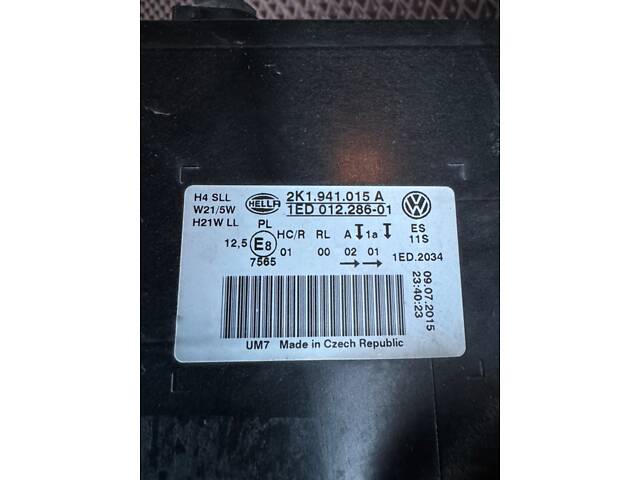 H4 SLL
W21/5W
H21W LL
HELLA
2K1.941.015 A
1ED 012.286-01
PL
ES
11S
12,5 E8
7565
HC/R RL A 1a
01 00 02 01
1ED.2034
09.07.2015
23:40:23
UM7 Made in Czech Republic